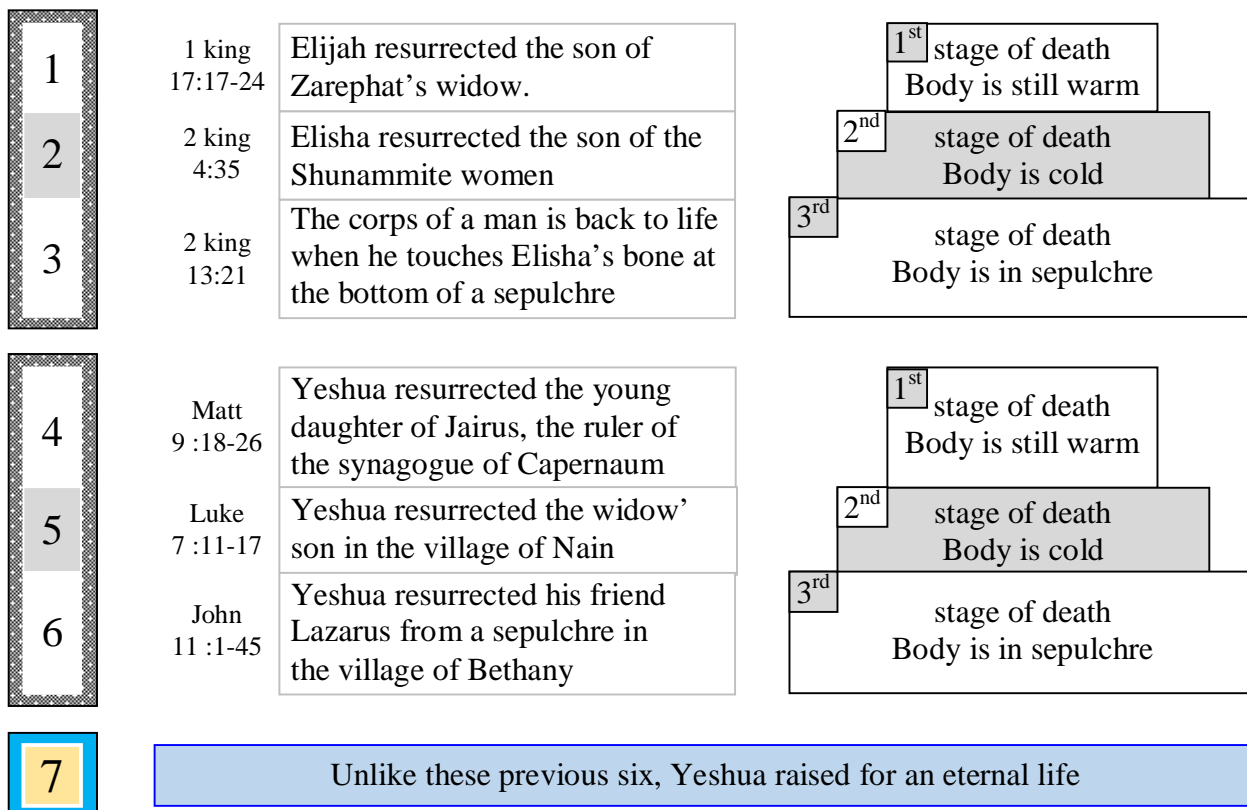 1
1 king
17:17-24
Elijah resurrected the son of
Zarephat’s widow.
1st
stage of death
Body is still warm
2
2 king
4:35
Elisha resurrected the son of the
Shunammite women
2nd
stage of death
Body is cold
3
2 king
13:21
The corps of a man is back to life
when he touches Elisha’s bone at
the bottom of a sepulchre
3rd
stage of death
Body is in sepulchre
4
Matt
9 :18-26
Yeshua resurrected the young
daughter of Jairus, the ruler of
the synagogue of Capernaum
1st
stage of death
Body is still warm
5
Luke
7 :11-17
Yeshua resurrected the widow’
son in the village of Nain
2nd
stage of death
Body is cold
6
John
11 :1-45
Yeshua resurrected his friend
Lazarus from a sepulchre in
the village of Bethany
3rd
stage of death
Body is in sepulchre
7
Unlike these previous six, Yeshua raised for an eternal life